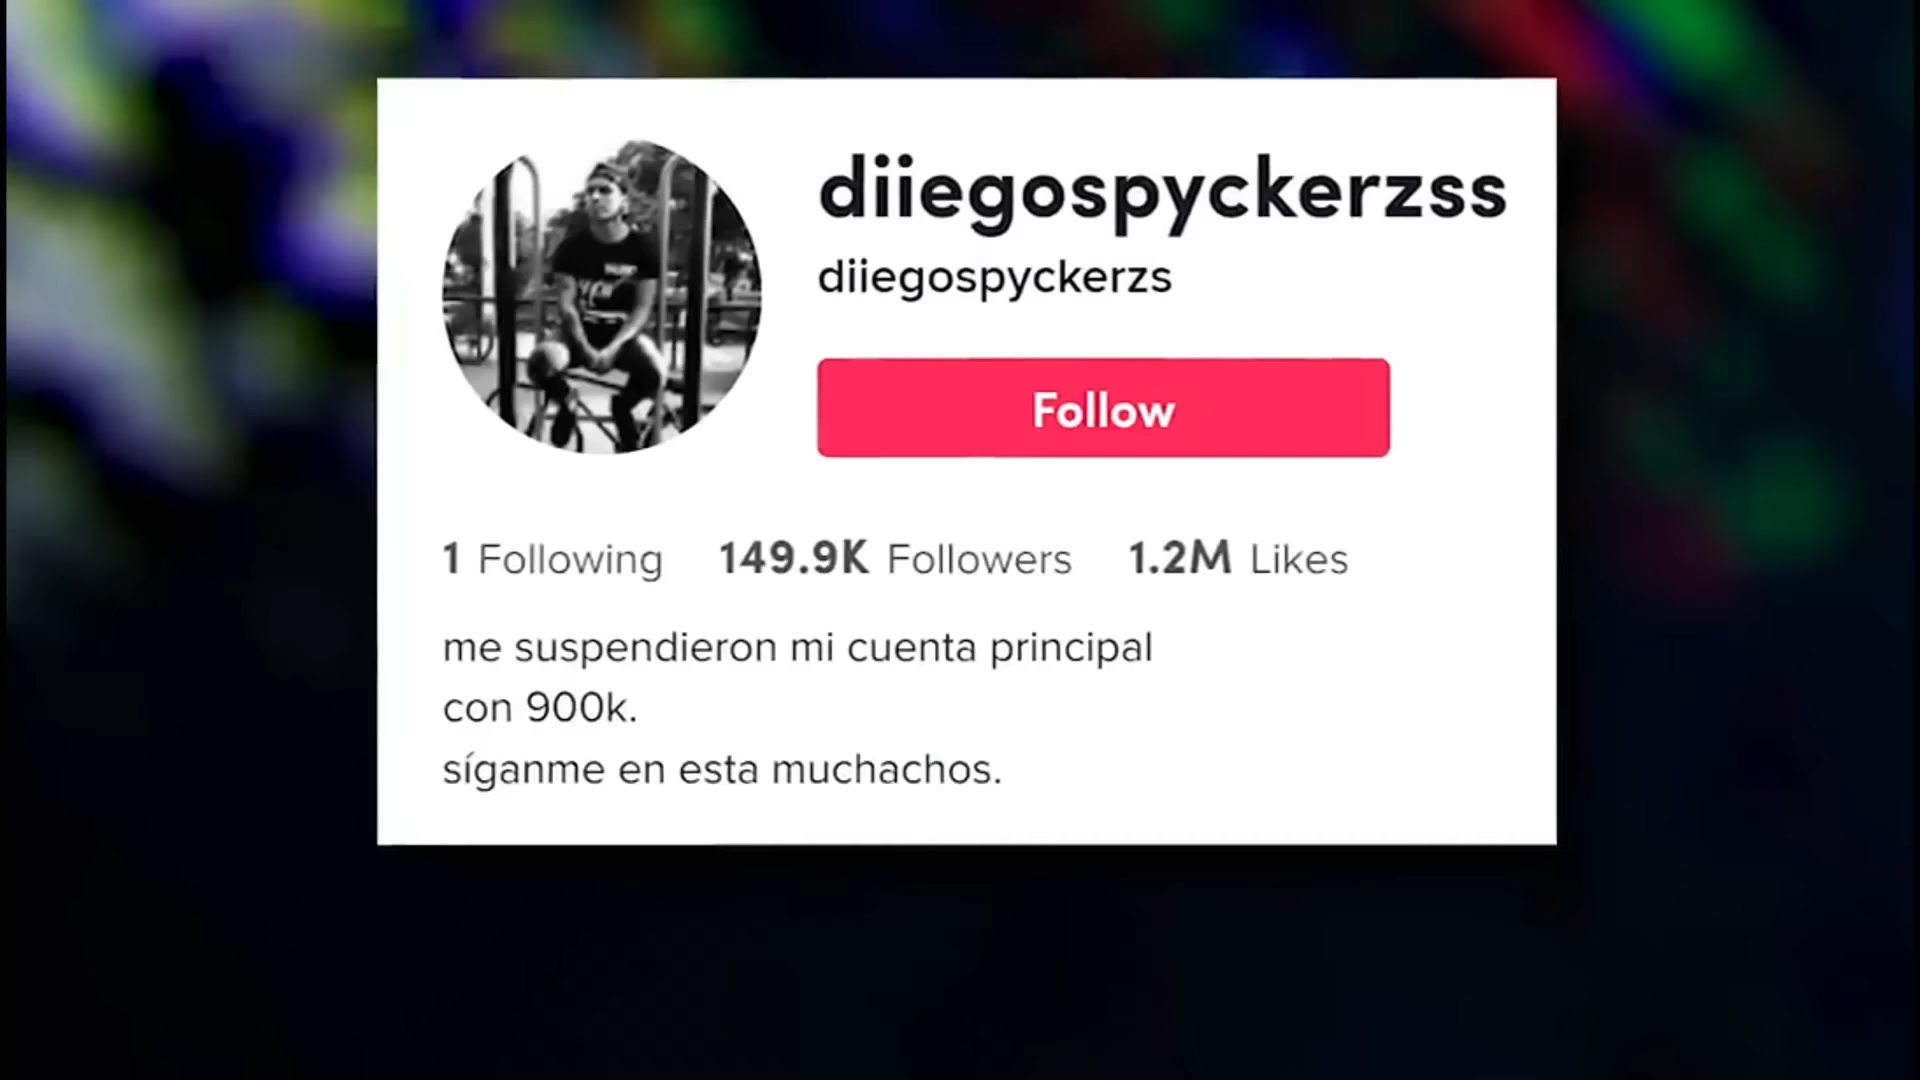 diiegospyckerzss
diiegospyckerzs
Follow
1 Following 149.9K Followers 1.2M Likes
me suspendieron mi cuenta principal
con 900k.
síganme en esta muchachos.